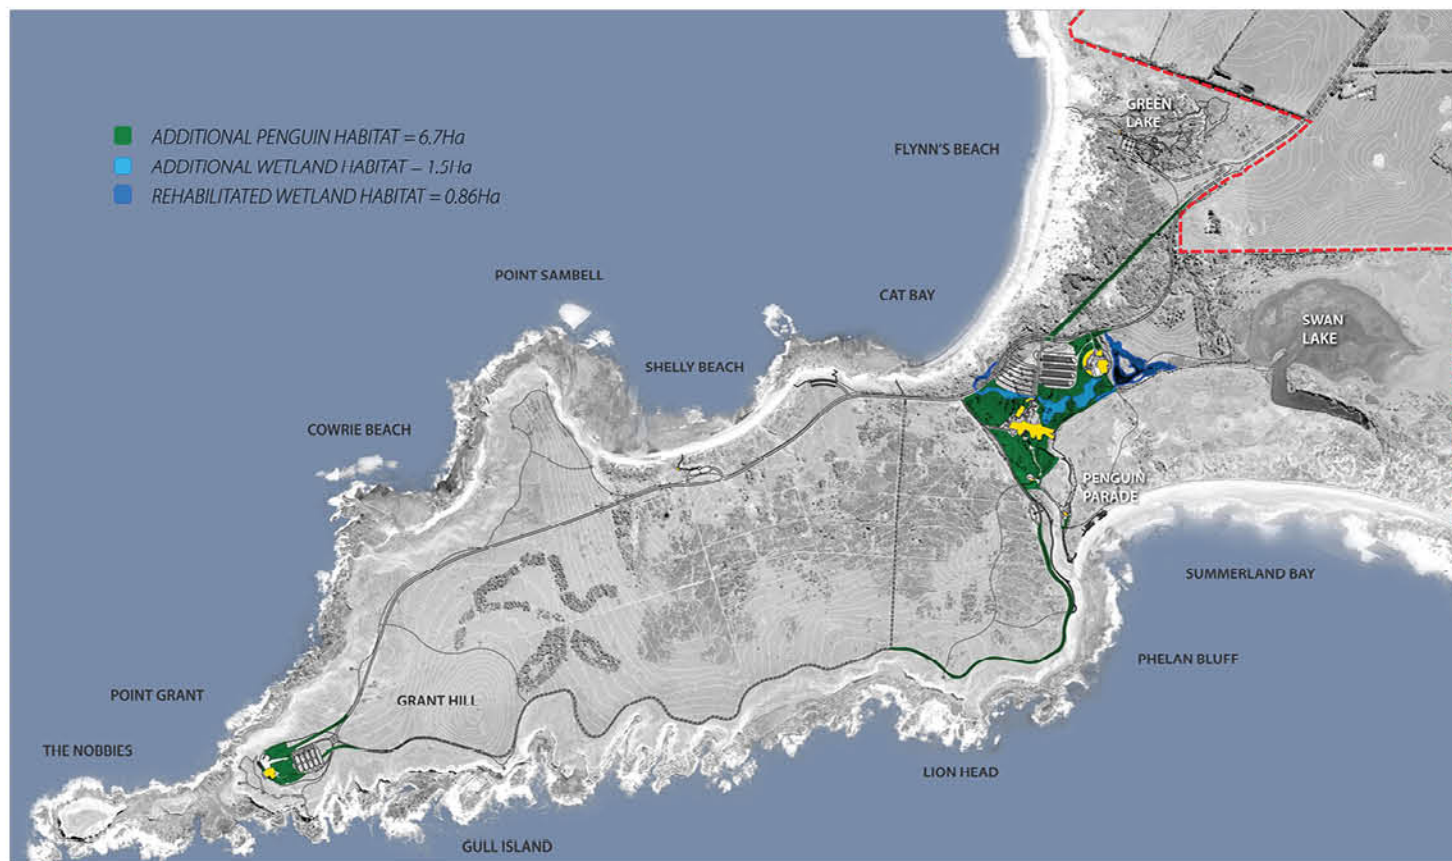 ADDITIONAL PENGUIN HABITAT = 6.7Ha
ADDITIONAL WETLAND HABITAT – 1.5Ha
REHABILITATED WETLAND HABITAT = 0.86Ha
GREEN
LAKE
FLYNN'S BEACH
POINT SAMBELL
CAT BAY
SWAN
LAKE
SHELLY BEACH
COWRIE BEACH
PENGUIN
PARADE
SUMMERLAND BAY
PHELAN BLUFF
POINT GRANT
GRANT HILL
THE NOBBIES
LION HEAD
GULL ISLAND